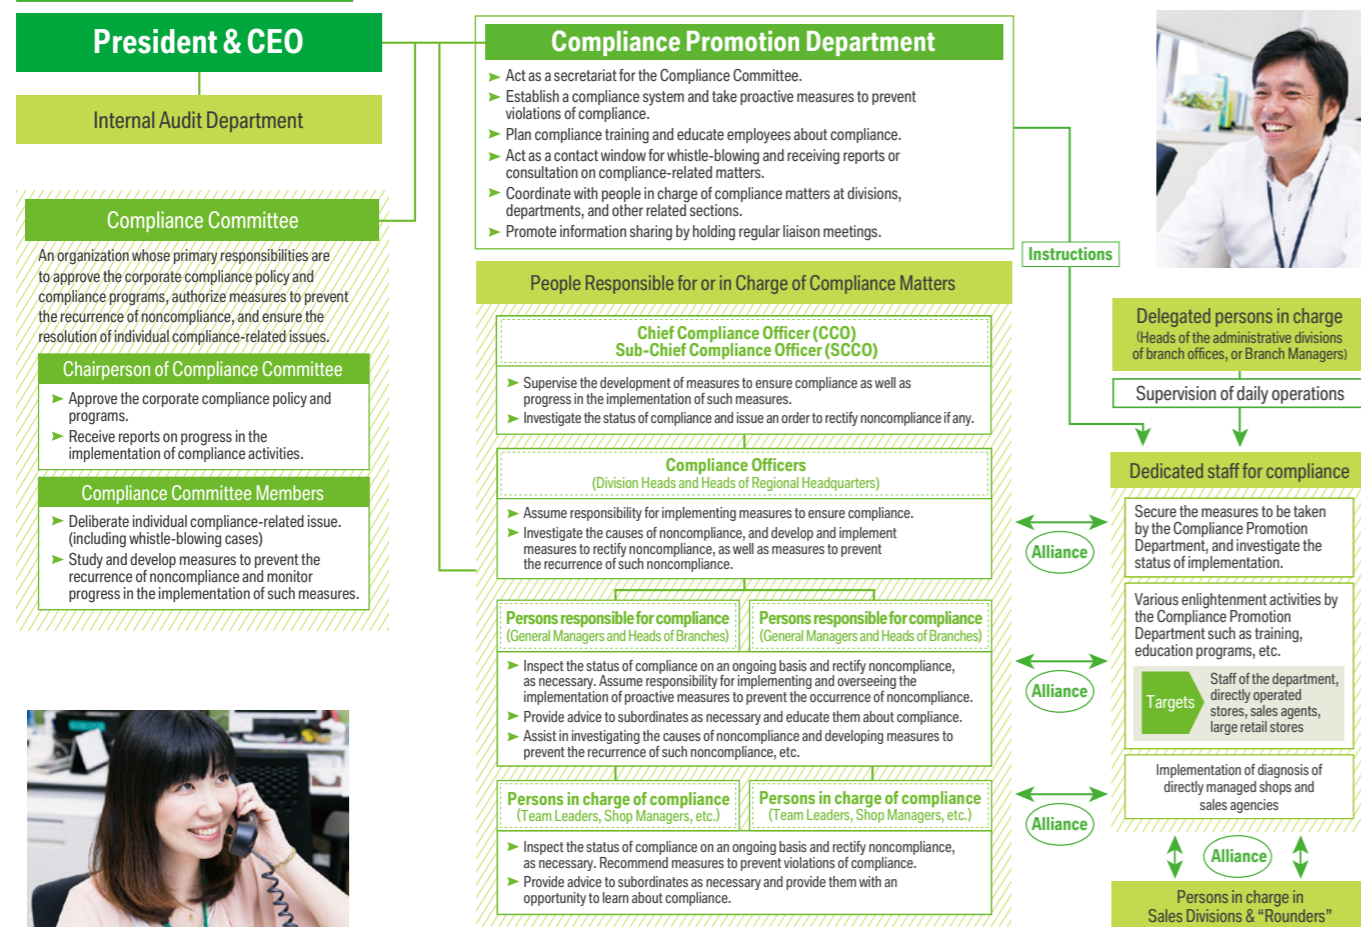 President & CEO
Internal Audit Department
Compliance Committee
An organization whose primary responsibilities are
to approve the corporate compliance policy and
compliance programs, authorize measures to prevent
the recurrence of noncompliance, and ensure the
resolution of individual compliance-related issues.
Chairperson of Compliance Committee
➤ Approve the corporate compliance policy and
programs.
➤ Receive reports on progress in the
implementation of compliance activities.
Compliance Committee Members
➤ Deliberate individual compliance-related issue.
(including whistle-blowing cases)
➤ Study and develop measures to prevent the
recurrence of noncompliance and monitor
progress in the implementation of such measures.
Compliance Promotion Department
➤ Act as a secretariat for the Compliance Committee.
➤ Establish a compliance system and take proactive measures to prevent
violations of compliance.
➤ Plan compliance training and educate employees about compliance.
➤ Act as a contact window for whistle-blowing and receiving reports or
consultation on compliance-related matters.
➤ Coordinate with people in charge of compliance matters at divisions,
departments, and other related sections.
➤ Promote information sharing by holding regular liaison meetings.
People Responsible for or in Charge of Compliance Matters
Chief Compliance Officer (CCO)
Sub-Chief Compliance Officer (SCCO)
➤ Supervise the development of measures to ensure compliance as well as
progress in the implementation of such measures.
➤ Investigate the status of compliance and issue an order to rectify noncompliance if any.
Compliance Officers
(Division Heads and Heads of Regional Headquarters)
➤ Assume responsibility for implementing measures to ensure compliance.
➤ Investigate the causes of noncompliance, and develop and implement
measures to rectify noncompliance, as well as measures to prevent
the recurrence of such noncompliance.
Persons responsible for compliance
(General Managers and Heads of Branches)
Persons responsible for compliance
(General Managers and Heads of Branches)
➤ Inspect the status of compliance on an ongoing basis and rectify noncompliance,
as necessary. Assume responsibility for implementing and overseeing the
implementation of proactive measures to prevent the occurrence of noncompliance.
➤ Provide advice to subordinates as necessary and educate them about compliance.
➤ Assist in investigating the causes of noncompliance and developing measures to
prevent the recurrence of such noncompliance, etc.
Persons in charge of compliance
(Team Leaders, Shop Managers, etc.)
Persons in charge of compliance
(Team Leaders, Shop Managers, etc.)
➤ Inspect the status of compliance on an ongoing basis and rectify noncompliance,
as necessary. Recommend measures to prevent violations of compliance.
➤ Provide advice to subordinates as necessary and provide them with an
opportunity to learn about compliance.
Instructions
Alliance
Alliance
Alliance
Delegated persons in charge
(Heads of the administrative divisions
of branch offices, or Branch Managers)
Supervision of daily operations
Dedicated staff for compliance
Secure the measures to be taken
by the Compliance Promotion
Department, and investigate the
status of implementation.
Various enlightenment activities by
the Compliance Promotion
Department such as training,
education programs, etc.
Targets
Staff of the department,
directly operated
stores, sales agents,
large retail stores
Implementation of diagnosis of
directly managed shops and
sales agencies
Alliance
Persons in charge in
Sales Divisions & “Rounders”